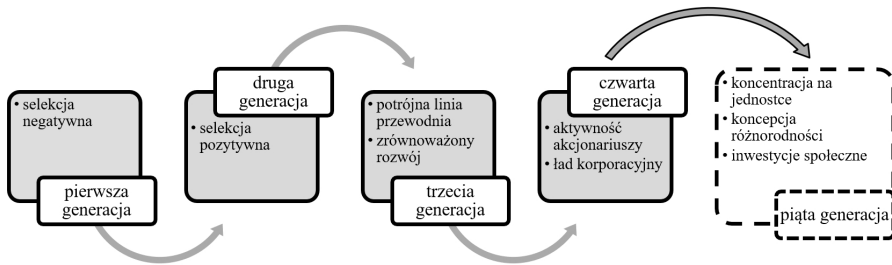 • selekcja
negatywna
pierwsza
generacja
druga
generacja
• selekcja
pozytywna
• potrójna linia
przewodnia
• zrównoważony
rozwój
trzecia
generacja
czwarta
generacja
• aktywność
akcjonariuszy
• ład korporacyjny
• koncentracja na
jednostce
• koncepcja
różnorodności
• inwestycje społeczne
piąta generacja